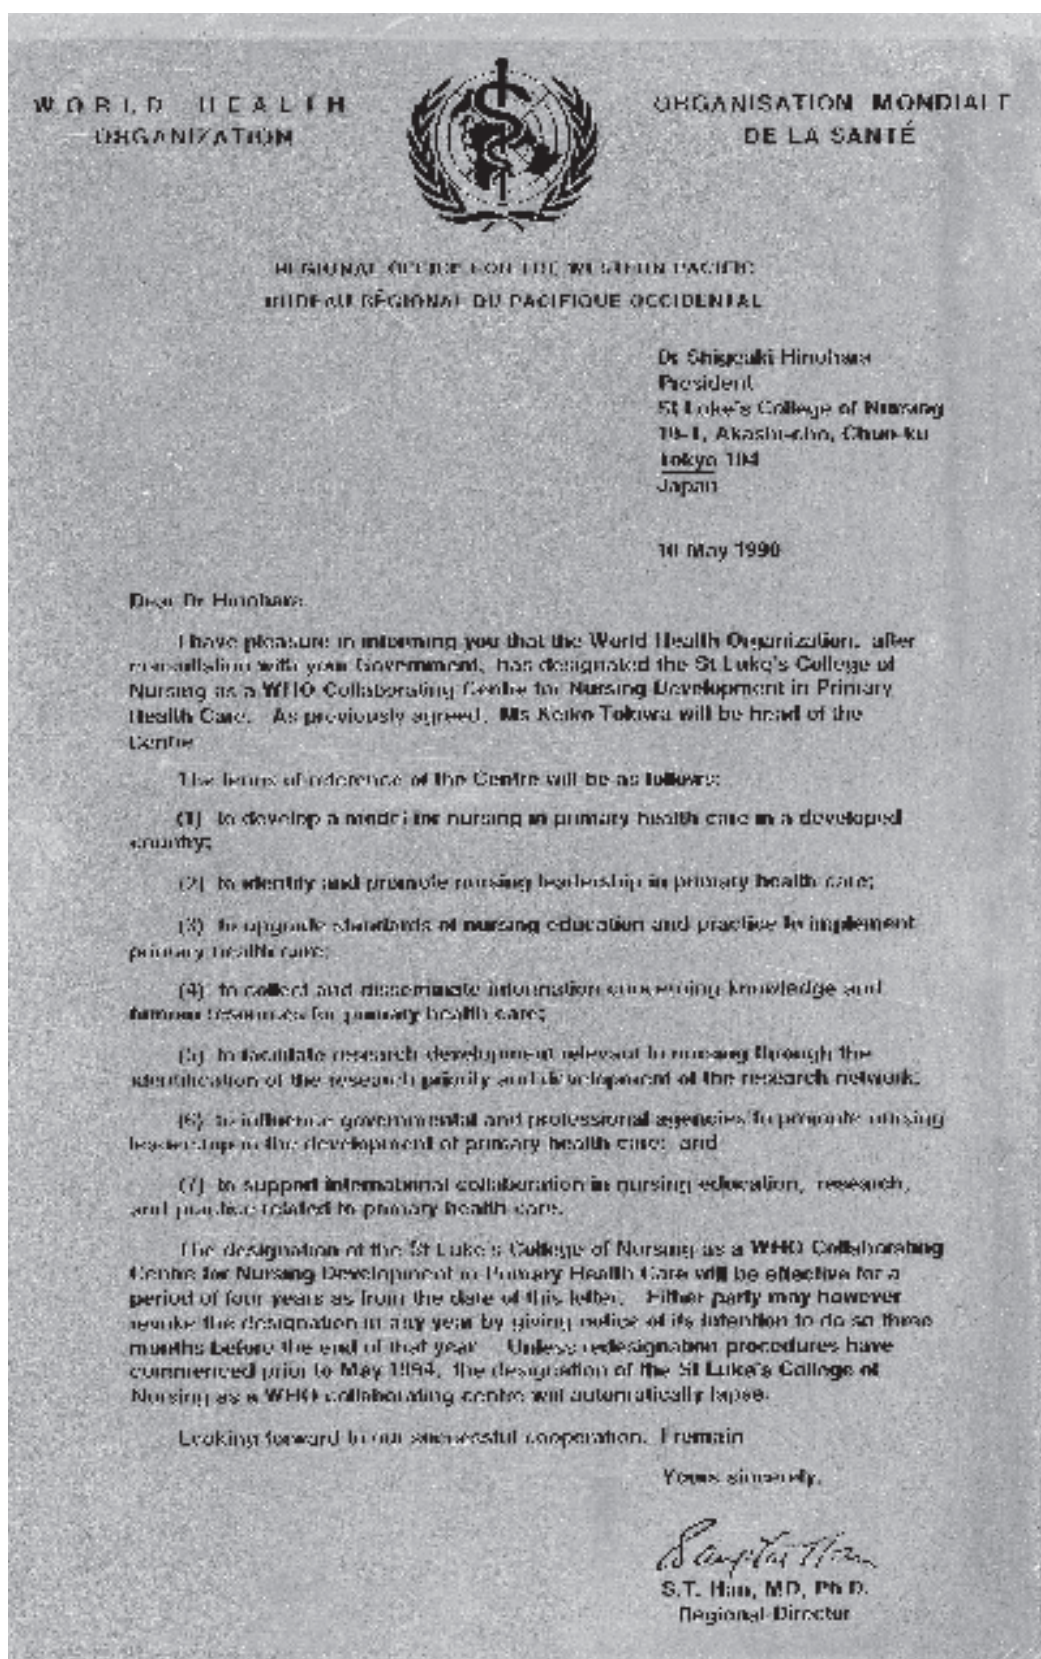 WORLD HEALTH
ORGANIZATION
ORGANISATION MONDIALE
DE LA SANTÉ
REGIONAL OFFICE FOR THE WESTERN PACIFIC
BUREAU RÉGIONAL DU PACIFIQUE OCCIDENTAL
Dr Shigeaki Hinohara
President
St Luke's College of Nursing
10-1, Akashi-cho, Chuo-ku
Tokyo 104
Japan
10 May 1990
Dear Dr Hinohara,
I have pleasure in informing you that the World Health Organization, after
consultation with your Government, has designated the St Luke's College of
Nursing as a WHO Collaborating Centre for Nursing Development in Primary
Health Care. As previously agreed, Ms Keiko Tokiwa will be head of the
Centre.
The terms of reference of the Centre will be as follows:
(1) to develop a model for nursing in primary health care in a developed
country;
(2) to identify and promote nursing leadership in primary health care;
(3) to upgrade standards of nursing education and practice to implement
primary health care;
(4) to collect and disseminate information concerning knowledge and
human resources for primary health care;
(5) to facilitate research development relevant to nursing through the
identification of the research priority and development of the research network;
(6) to influence governmental and professional agencies to promote nursing
leadership in the development of primary health care; and
(7) to support international collaboration in nursing education, research,
and practice related to primary health care.
The designation of the St Luke's College of Nursing as a WHO Collaborating
Centre for Nursing Development in Primary Health Care will be effective for a
period of four years as from the date of this letter. Either party may however
revoke the designation in any year by giving notice of its intention to do so three
months before the end of that year. Unless redesignation procedures have
commenced prior to May 1994, the designation of the St Luke's College of
Nursing as a WHO collaborating centre will automatically lapse.
Looking forward to our successful cooperation, I remain
Yours sincerely,
S.T. Han, MD, Ph.D.
Regional Director